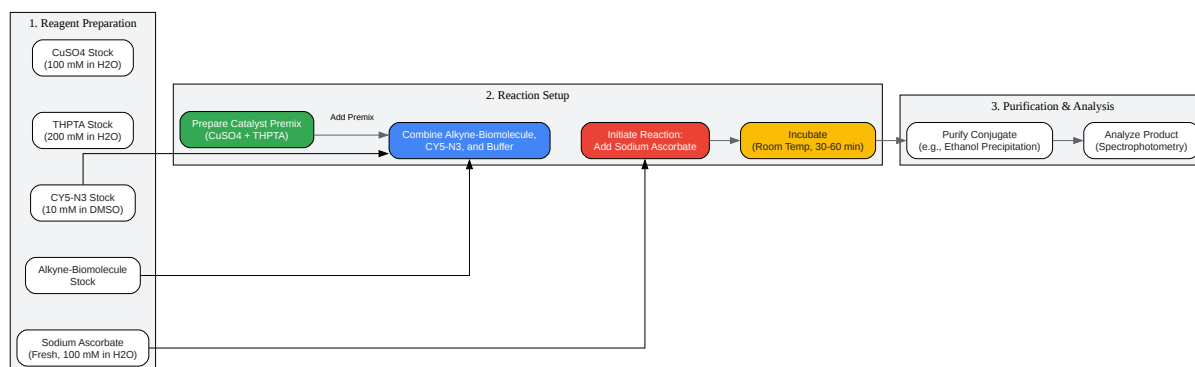 1. Reagent Preparation
CuSO4 Stock
(100 mM in H2O)
THPTA Stock
(200 mM in H2O)
CY5-N3 Stock
(10 mM in DMSO)
Alkyne-Biomolecule
Stock
Sodium Ascorbate
(Fresh, 100 mM in H2O)
2. Reaction Setup
Prepare Catalyst Premix
(CuSO4 + THPTA)
Add Premix
Combine Alkyne-Biomolecule,
CY5-N3, and Buffer
Initiate Reaction:
Add Sodium Ascorbate
Incubate
(Room Temp, 30-60 min)
3. Purification & Analysis
Purify Conjugate
(e.g., Ethanol Precipitation)
Analyze Product
(Spectrophotometry)